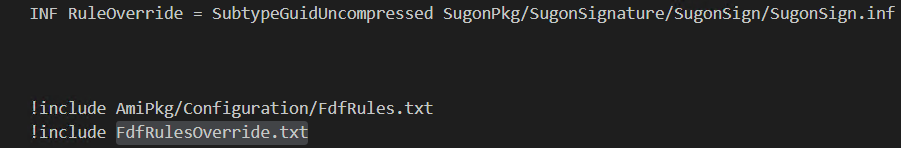 INF RuleOverride = SubtypeGuidUncompressed SugonPkg/SugonSignature/SugonSign/SugonSign.inf
!include AmiPkg/Configuration/FdfRules.txt
!include FdfRulesOverride.txt